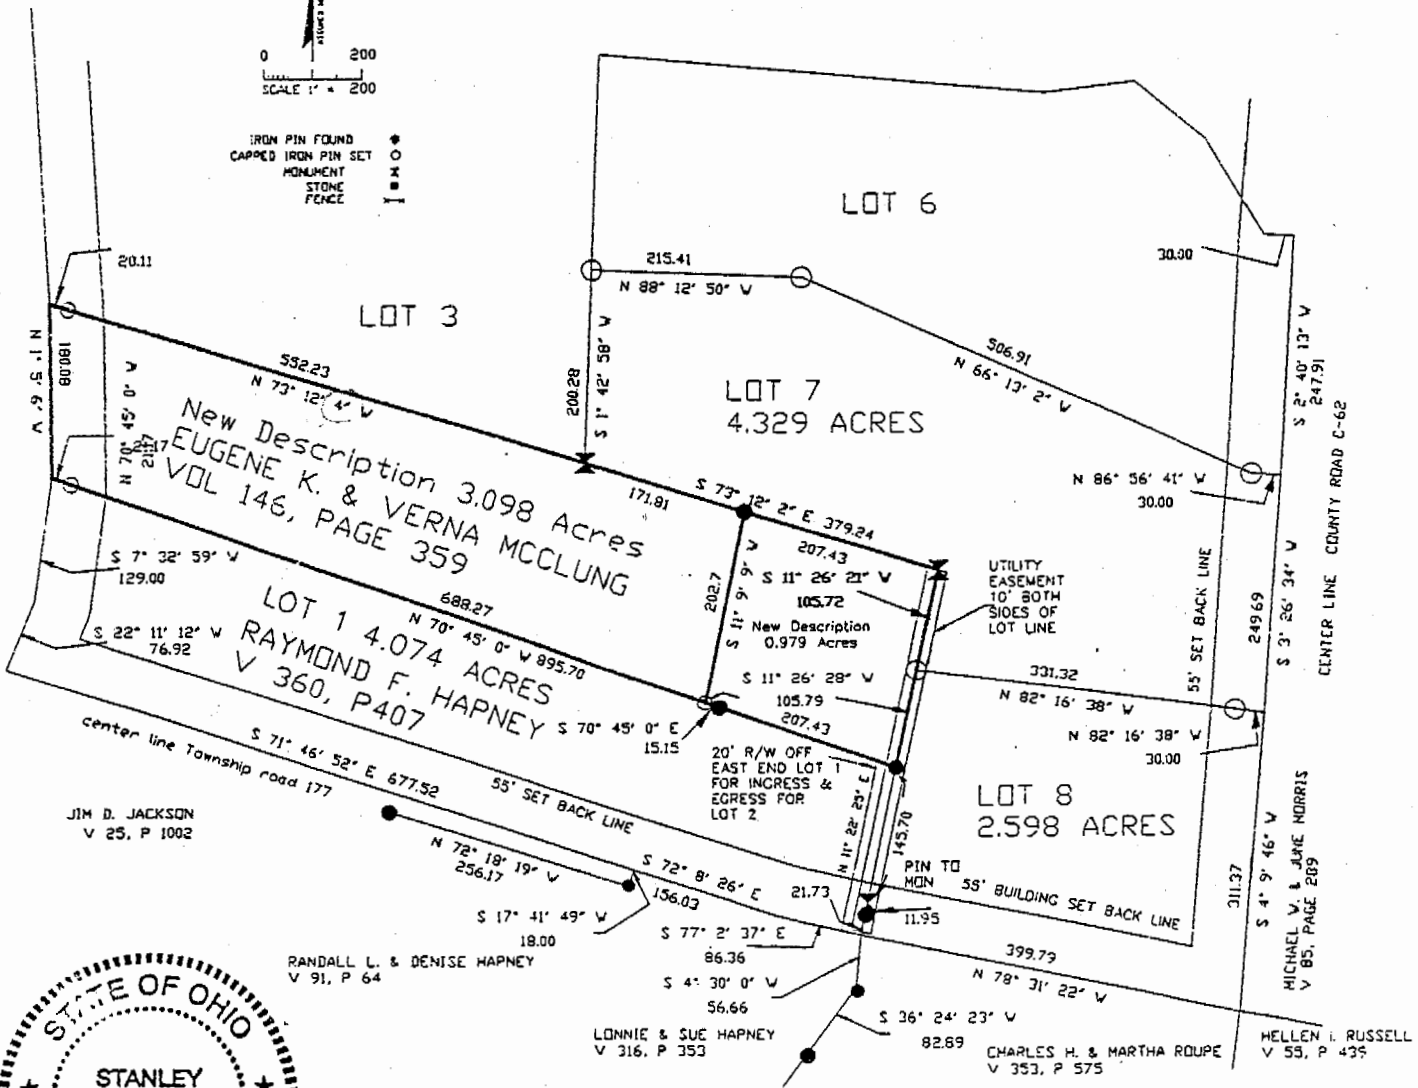 ASSUMED N
0 200
SCALE 1" = 200
IRON PIN FOUND
CAPPED IRON PIN SET
MONUMENT
STONE
FENCE
LOT 6
30.00
215.41
N 88° 12' 50" W
20.11
LOT 3
506.91
N 66° 13' 2" W
S 2° 40' 13" W
247.91
N 1° 5' 6" W
180.08
552.23
N 73° 12' 4" W
200.28
S 1° 42' 58" W
LOT 7
4.329 ACRES
N 70° 45' 0" W
21.17
21.17
New Description 3.098 Acres
EUGENE K. & VERNA MCCLUNG
VOL 146, PAGE 359
171.81
S 73° 12' 2" E 379.24
207.43
N 86° 56' 41" W
30.00
CENTER LINE COUNTY ROAD C-62
S 7° 32' 59" W
129.00
688.27
N 70° 45' 0" W 895.70
202.7
S 11° 9' 9" W
S 11° 26' 21" W
105.72
New Description
0.979 Acres
UTILITY
EASEMENT
10' BOTH
SIDES OF
LOT LINE
55' SET BACK LINE
249.69
S 3° 26' 34" W
S 22° 11' 12" W
76.92
LOT 1 4.074 ACRES
RAYMOND F. HAPNEY
V 360, P407
S 11° 26' 28" W
105.79
331.32
N 82° 16' 38" W
S 70° 45' 0" E
15.15
207.43
N 82° 16' 38" W
30.00
center line Township road 177
S 71° 46' 52" E 677.52
55' SET BACK LINE
20' R/W OFF
EAST END LOT 1
FOR INGRESS &
EGRESS FOR
LOT 2
N 11° 22' 25" E
145.70
LOT 8
2.598 ACRES
JIM D. JACKSON
V 25, P 1002
N 72° 18' 19" W
256.17
S 72° 8' 26" E
156.03
21.73
PIN TO
MON
55' BUILDING SET BACK LINE
11.95
311.37
S 4° 9' 46" W
MICHAEL W. & JUNE NORRIS
V 85, PAGE 289
S 17° 41' 49" W
18.00
S 77° 2' 37" E
86.36
399.79
N 78° 31' 22" W
RANDALL L. & DENISE HAPNEY
V 91, P 64
S 4° 30' 0" W
56.66
S 36° 24' 23" W
82.89
LONNIE & SUE HAPNEY
V 316, P 353
CHARLES H. & MARTHA ROUPE
V 353, P 575
HELLEN I. RUSSELL
V 55, P 435
STATE OF OHIO
STANLEY